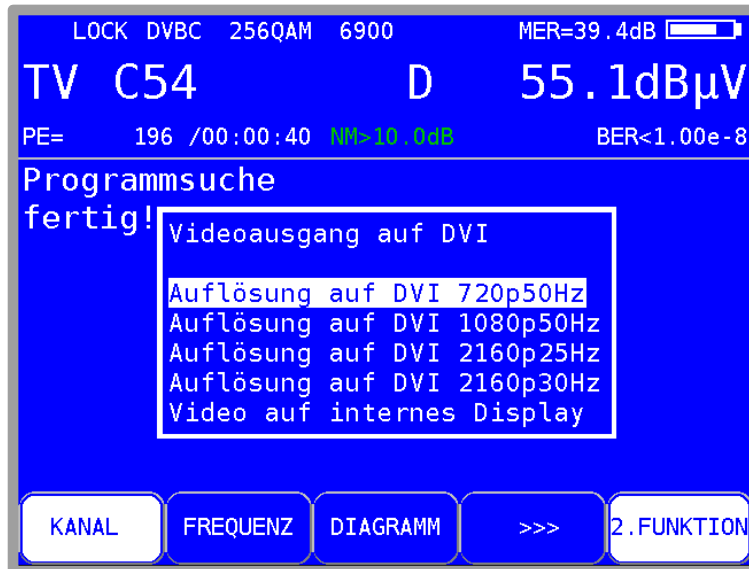 LOCK DVBC 256QAM 6900 MER=39.4dB
TV C54 D 55.1dBµV
PE= 196 /00:00:40 NM>10.0dB BER<1.00e-8
Programmsuche
fertig!
Videoausgang auf DVI
Auflösung auf DVI 720p50Hz
Auflösung auf DVI 1080p50Hz
Auflösung auf DVI 2160p25Hz
Auflösung auf DVI 2160p30Hz
Video auf internes Display
KANAL FREQUENZ DIAGRAMM >>> 2.FUNKTION